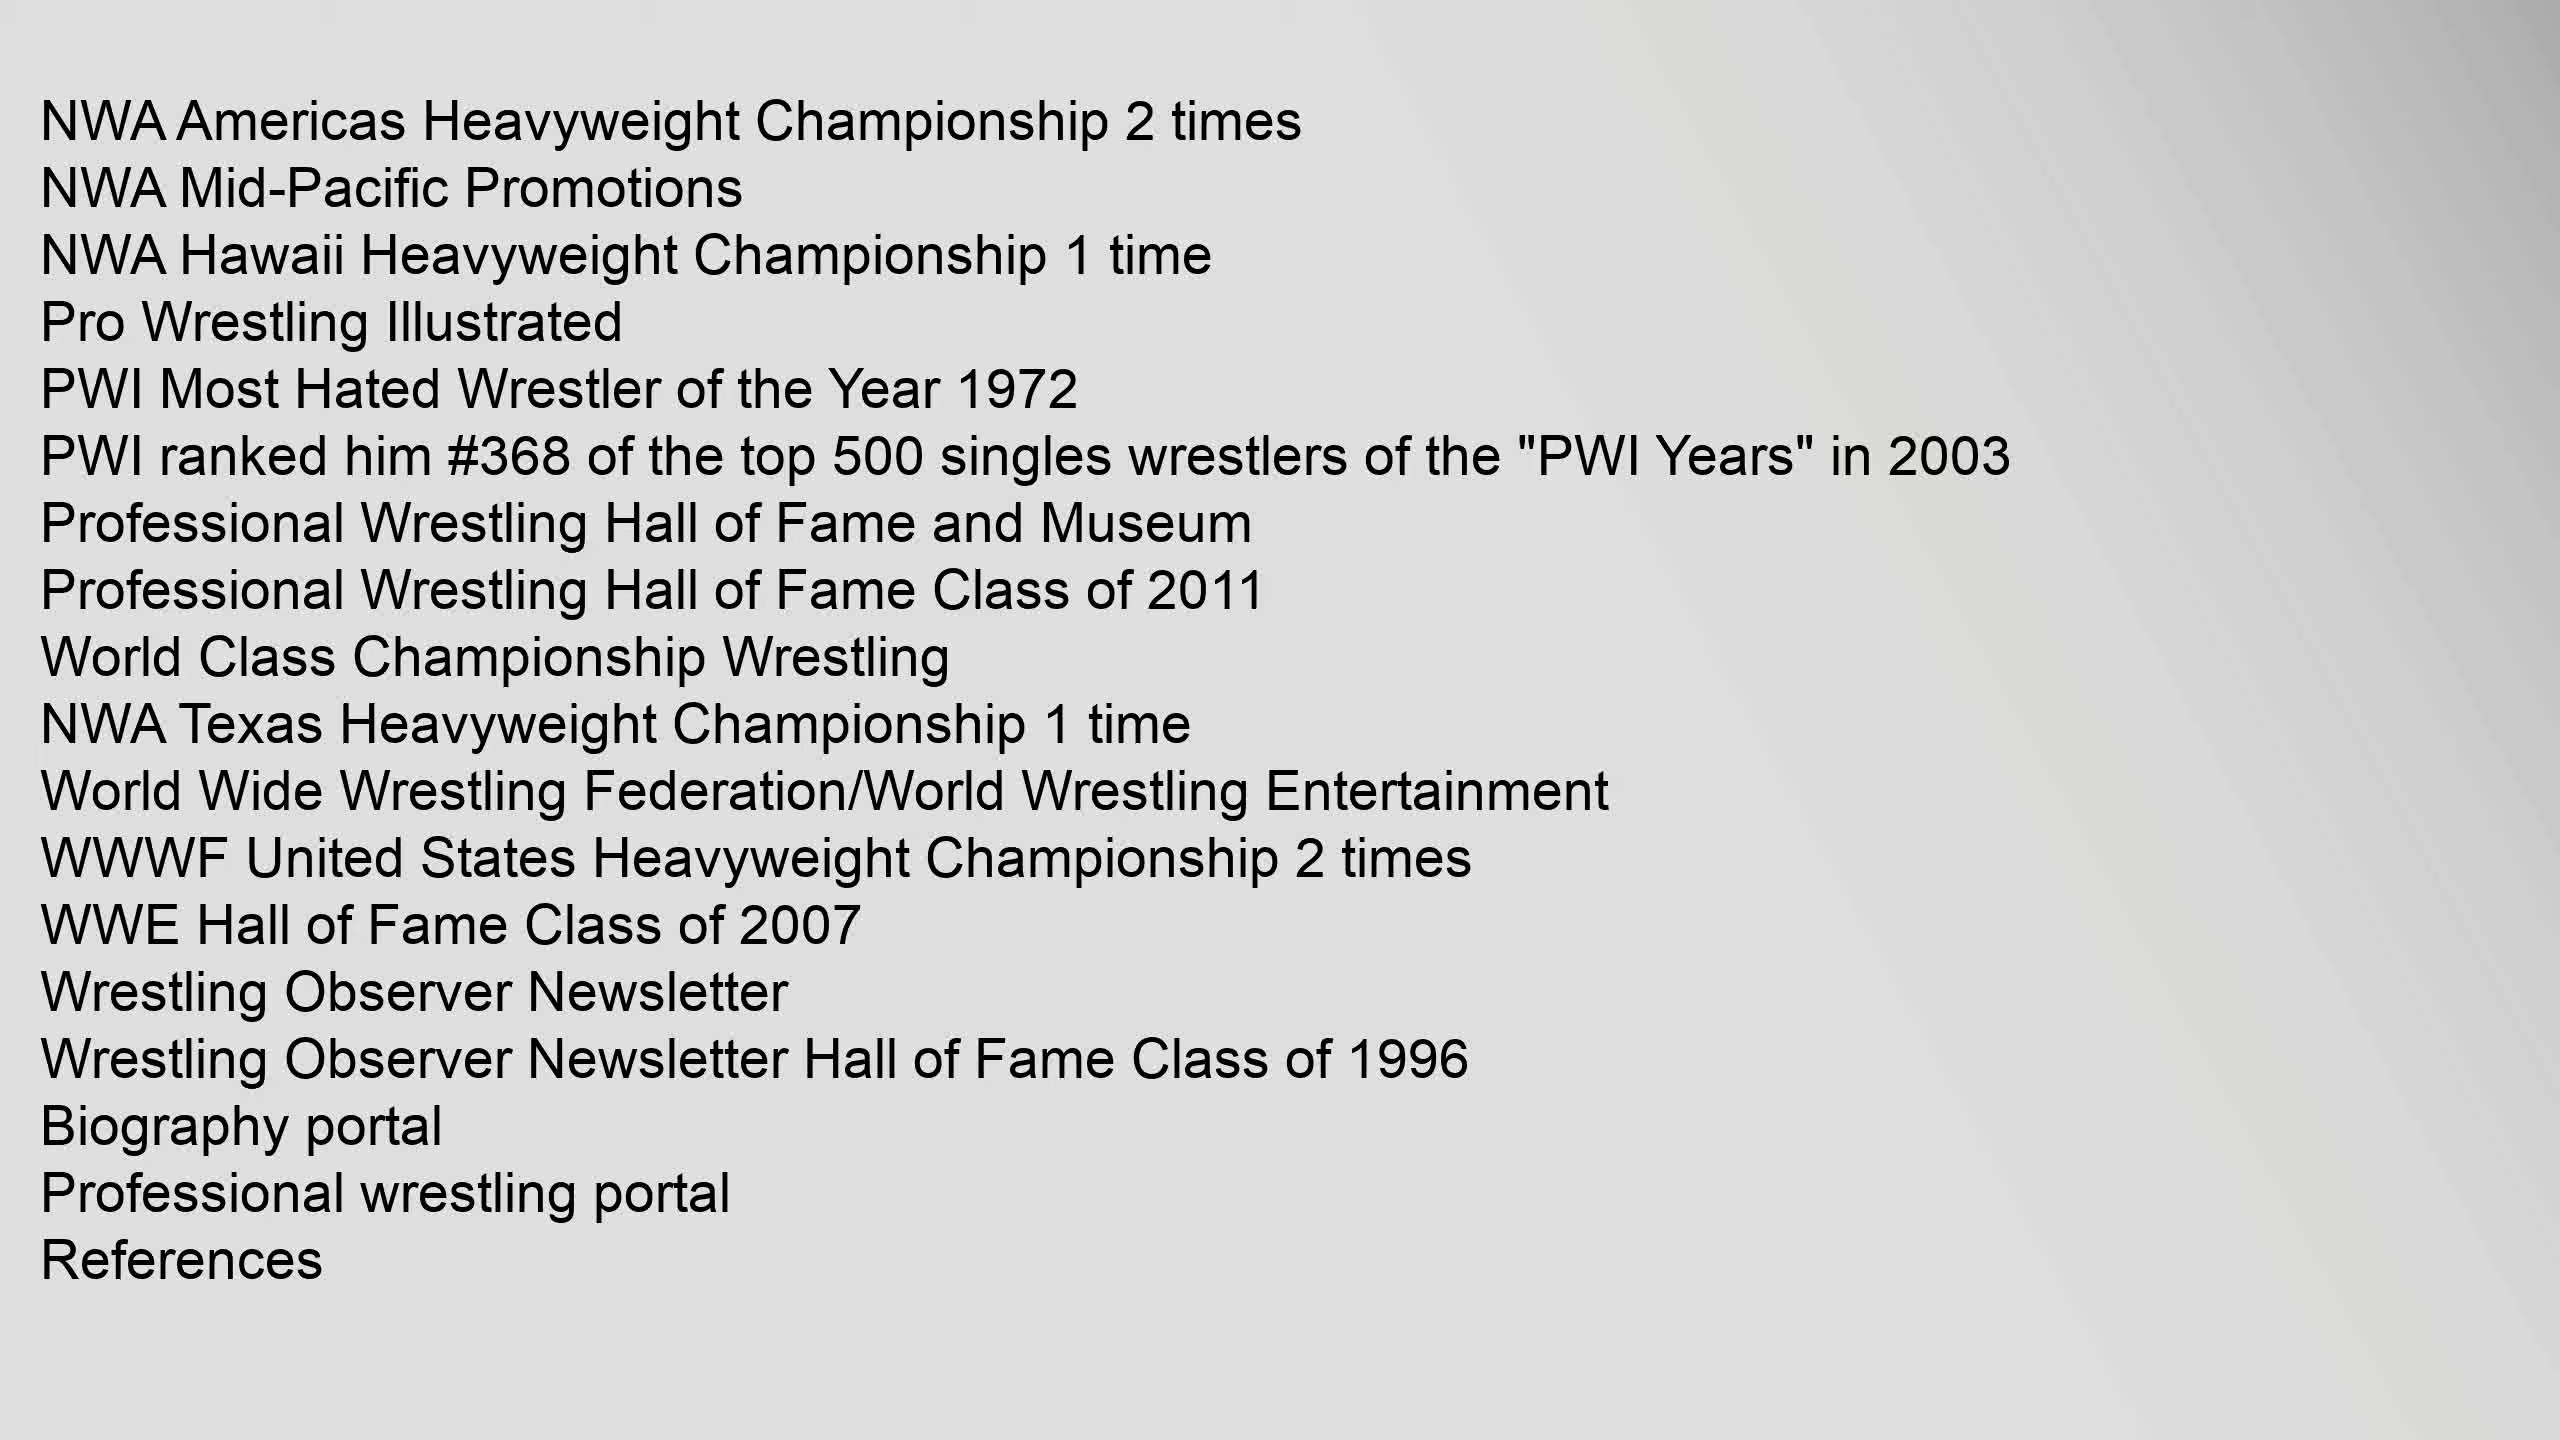 NWA Americas Heavyweight Championship 2 times
NWA Mid-Pacific Promotions
NWA Hawaii Heavyweight Championship 1 time
Pro Wrestling Illustrated
PWI Most Hated Wrestler of the Year 1972
PWI ranked him #368 of the top 500 singles wrestlers of the "PWI Years" in 2003
Professional Wrestling Hall of Fame and Museum
Professional Wrestling Hall of Fame Class of 2011
World Class Championship Wrestling
NWA Texas Heavyweight Championship 1 time
World Wide Wrestling Federation/World Wrestling Entertainment
WWWF United States Heavyweight Championship 2 times
WWE Hall of Fame Class of 2007
Wrestling Observer Newsletter
Wrestling Observer Newsletter Hall of Fame Class of 1996
Biography portal
Professional wrestling portal
References